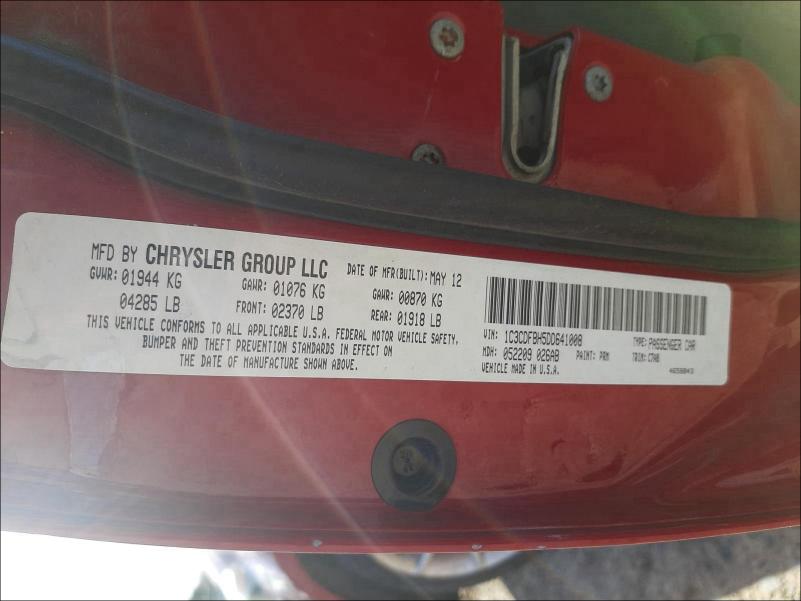 MFD BY CHRYSLER GROUP LLC
DATE OF MFR(BUILT): MAY 12
GVWR: 01944 KG
GAWR: 01076 KG
GAWR: 00870 KG
04285 LB
FRONT: 02370 LB
REAR: 01918 LB
THIS VEHICLE CONFORMS TO ALL APPLICABLE U.S.A. FEDERAL MOTOR VEHICLE SAFETY,
BUMPER AND THEFT PREVENTION STANDARDS IN EFFECT ON
THE DATE OF MANUFACTURE SHOWN ABOVE.
VIN: 1C3CDFBH5DD641008
TYPE: PASSENGER CAR
MDH: 052209 026AB
PAINT: PRM
TRIM: C7A8
VEHICLE MADE IN U.S.A.